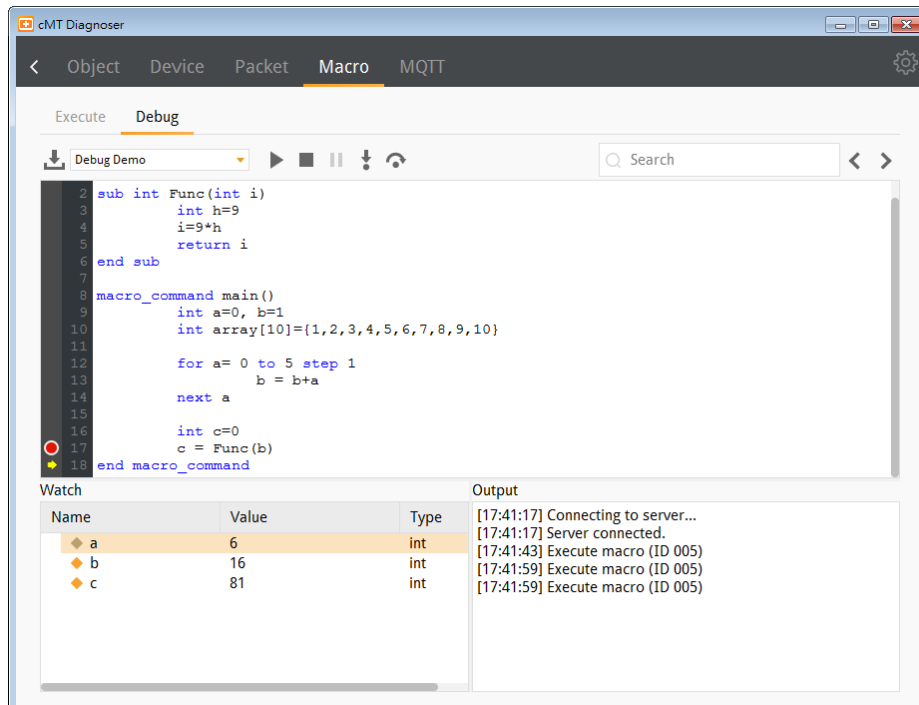 cMT Diagnoser
Object Device Packet Macro MQTT
Execute Debug
Debug Demo Search
2 sub int Func(int i)
3 int h=9
4 i=9*h
5 return i
6 end sub
7
8 macro_command main()
9 int a=0, b=1
10 int array[10]={1,2,3,4,5,6,7,8,9,10}
11
12 for a= 0 to 5 step 1
13 b = b+a
14 next a
15
16 int c=0
17 c = Func(b)
18 end macro_command
Watch
Name Value Type
a 6 int
b 16 int
c 81 int
Output
[17:41:17] Connecting to server...
[17:41:17] Server connected.
[17:41:43] Execute macro (ID 005)
[17:41:59] Execute macro (ID 005)
[17:41:59] Execute macro (ID 005)